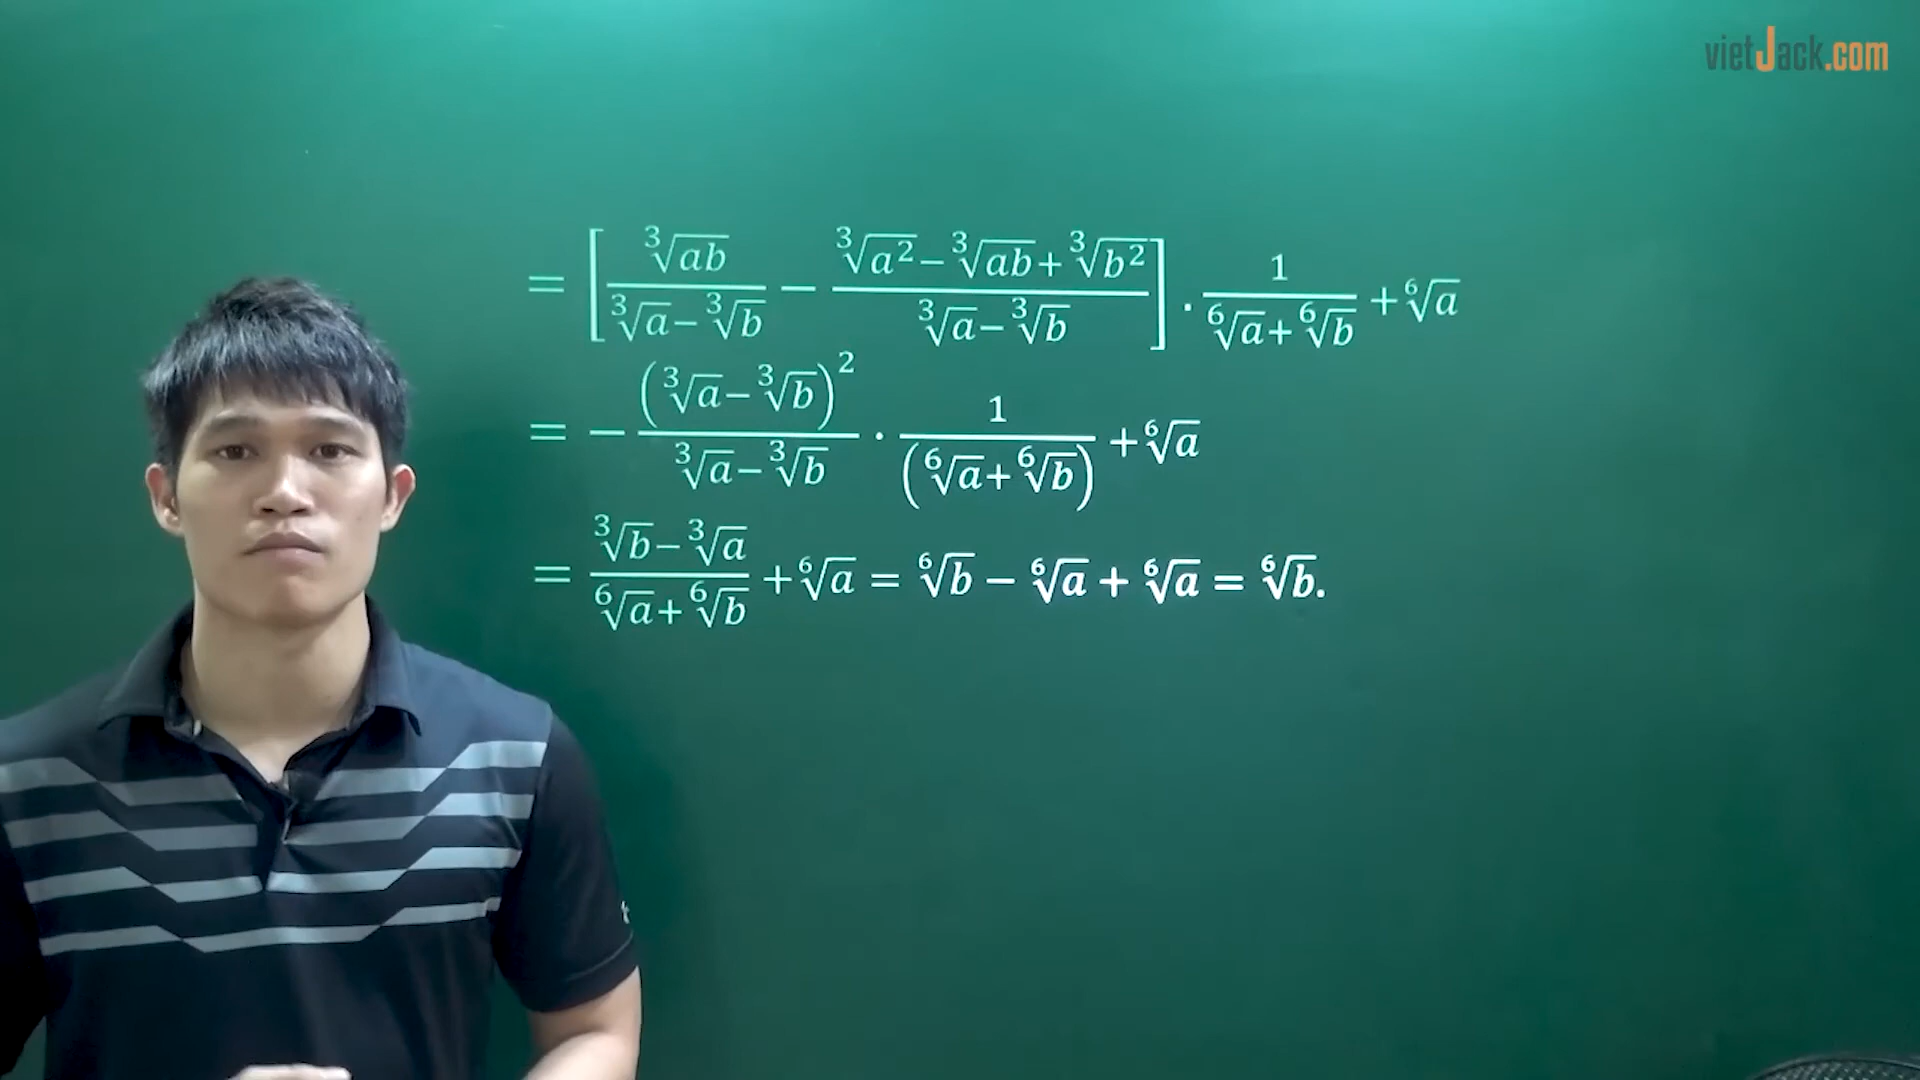 vietJack.com
= [∛(ab) / (∛a − ∛b) − (∛(a²) − ∛(ab) + ∛(b²)) / (∛a − ∛b)] · 1 / (⁶√a + ⁶√b) + ⁶√a
= − (∛a − ∛b)² / (∛a − ∛b) · 1 / (⁶√a + ⁶√b) + ⁶√a
= (∛b − ∛a) / (⁶√a + ⁶√b) + ⁶√a = ⁶√b − ⁶√a + ⁶√a = ⁶√b.